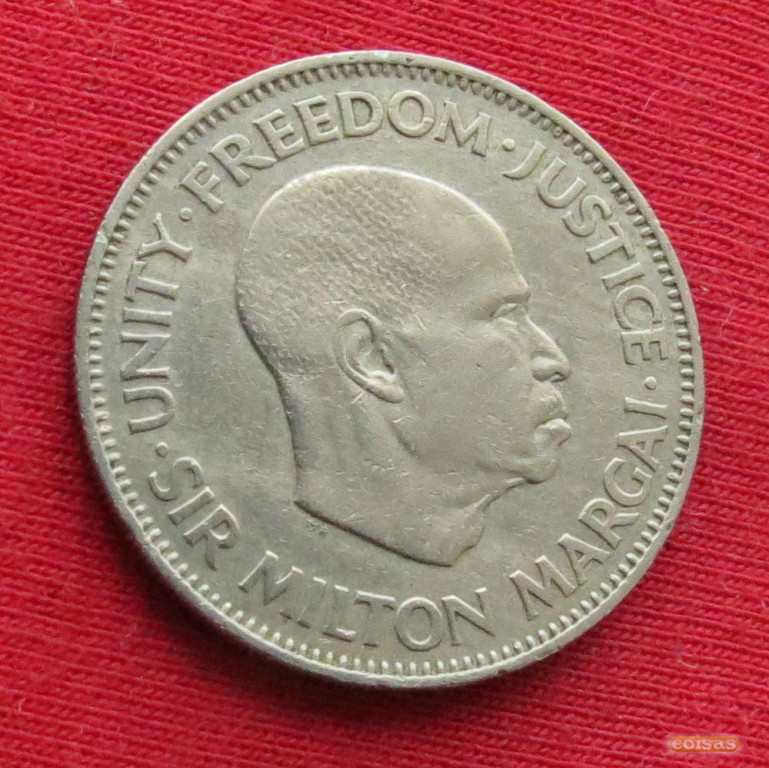 · UNITY · FREEDOM · JUSTICE ·
SIR MILTON MARGAI
coisas